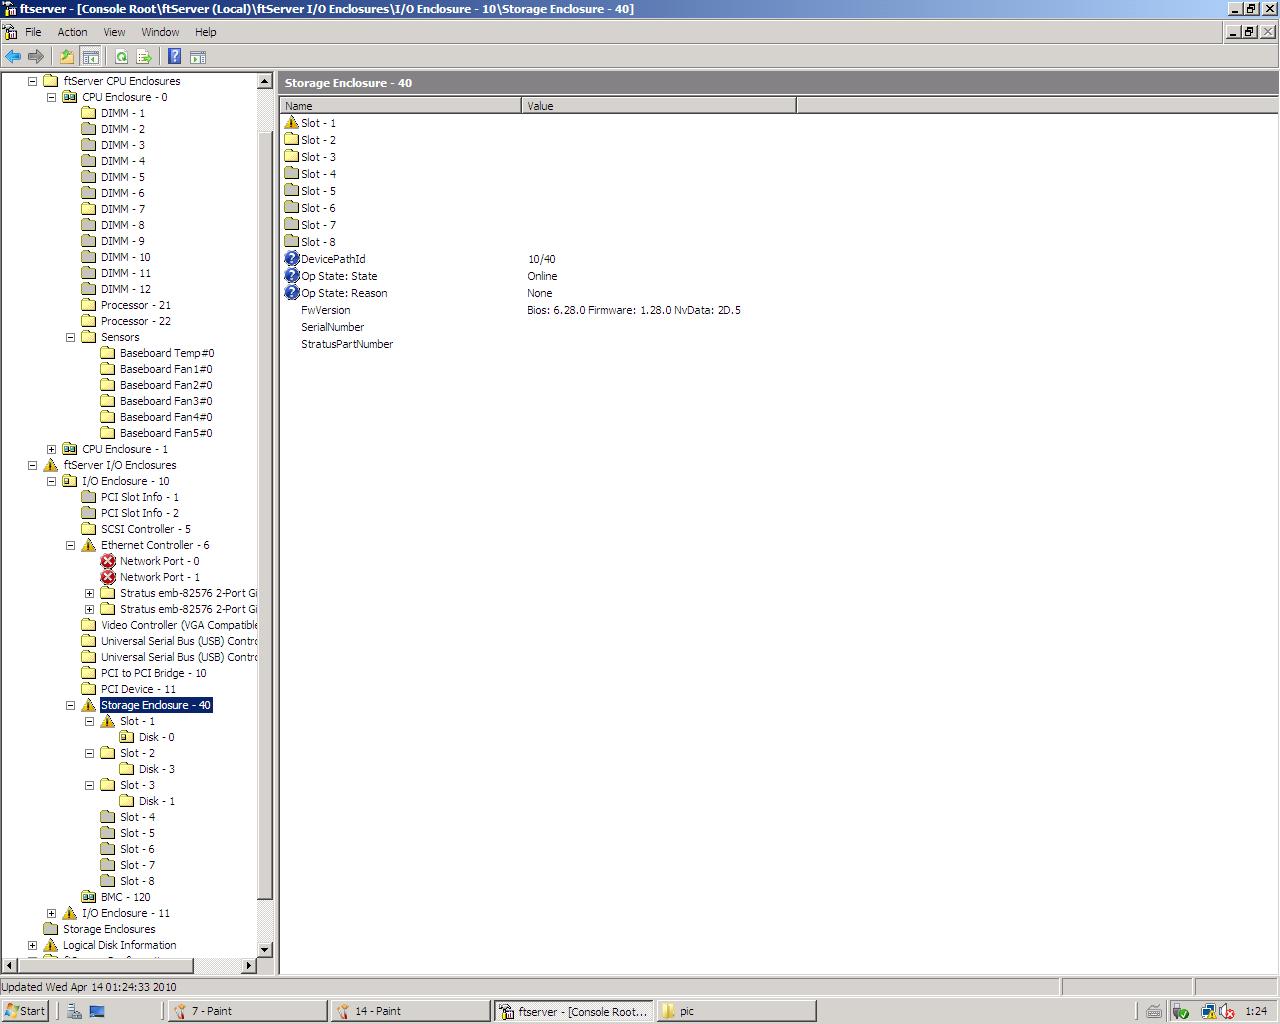 ftserver - [Console Root\ftServer (Local)\ftServer I/O Enclosures\I/O Enclosure - 10\Storage Enclosure - 40]
File Action View Window Help
ftServer CPU Enclosures
CPU Enclosure - 0
DIMM - 1
DIMM - 2
DIMM - 3
DIMM - 4
DIMM - 5
DIMM - 6
DIMM - 7
DIMM - 8
DIMM - 9
DIMM - 10
DIMM - 11
DIMM - 12
Processor - 21
Processor - 22
Sensors
Baseboard Temp#0
Baseboard Fan1#0
Baseboard Fan2#0
Baseboard Fan3#0
Baseboard Fan4#0
Baseboard Fan5#0
CPU Enclosure - 1
ftServer I/O Enclosures
I/O Enclosure - 10
PCI Slot Info - 1
PCI Slot Info - 2
SCSI Controller - 5
Ethernet Controller - 6
Network Port - 0
Network Port - 1
Stratus emb-82576 2-Port Gi
Stratus emb-82576 2-Port Gi
Video Controller (VGA Compatible
Universal Serial Bus (USB) Contro
Universal Serial Bus (USB) Contro
PCI to PCI Bridge - 10
PCI Device - 11
Storage Enclosure - 40
Slot - 1
Disk - 0
Slot - 2
Disk - 3
Slot - 3
Disk - 1
Slot - 4
Slot - 5
Slot - 6
Slot - 7
Slot - 8
BMC - 120
I/O Enclosure - 11
Storage Enclosures
Logical Disk Information
Storage Enclosure - 40
Name Value
Slot - 1
Slot - 2
Slot - 3
Slot - 4
Slot - 5
Slot - 6
Slot - 7
Slot - 8
DevicePathId 10/40
Op State: State Online
Op State: Reason None
FwVersion Bios: 6.28.0 Firmware: 1.28.0 NvData: 2D.5
SerialNumber
StratusPartNumber
Updated Wed Apr 14 01:24:33 2010
Start 7 - Paint 14 - Paint ftserver - [Console Root... pic 1:24